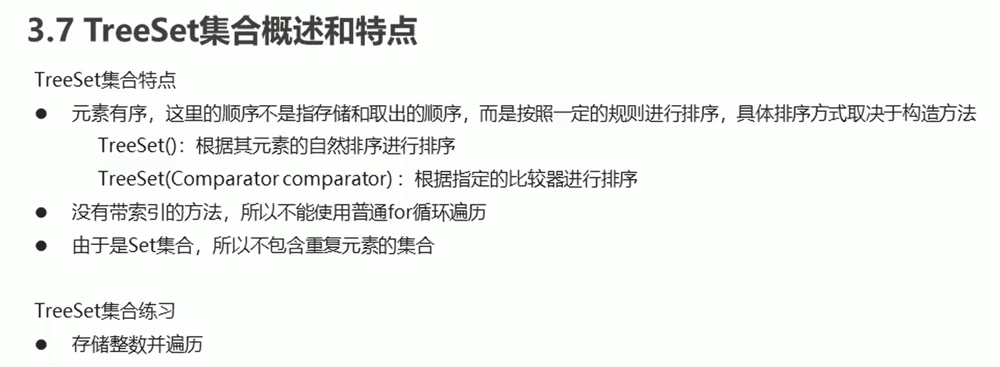 3.7 TreeSet集合概述和特点
TreeSet集合特点
● 元素有序，这里的顺序不是指存储和取出的顺序，而是按照一定的规则进行排序，具体排序方式取决于构造方法
TreeSet()：根据其元素的自然排序进行排序
TreeSet(Comparator comparator)：根据指定的比较器进行排序
● 没有带索引的方法，所以不能使用普通for循环遍历
● 由于是Set集合，所以不包含重复元素的集合
TreeSet集合练习
● 存储整数并遍历